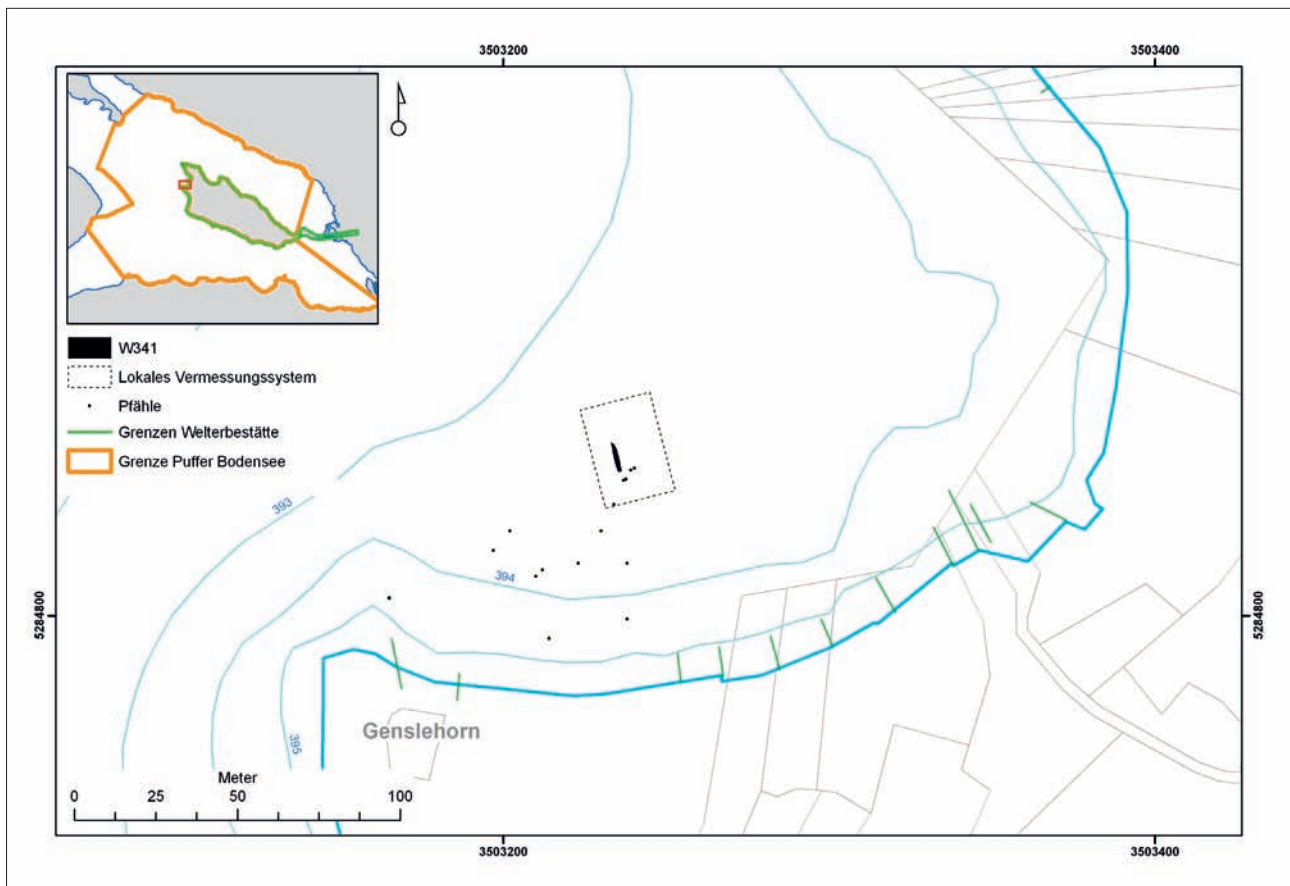 3503200
3503400
W341
Lokales Vermessungssystem
Pfähle
Grenzen Welterbestätte
Grenze Puffer Bodensee
393
394
5284800
5284800
Genslehorn
395
Meter
0 25 50 100
3503200
3503400